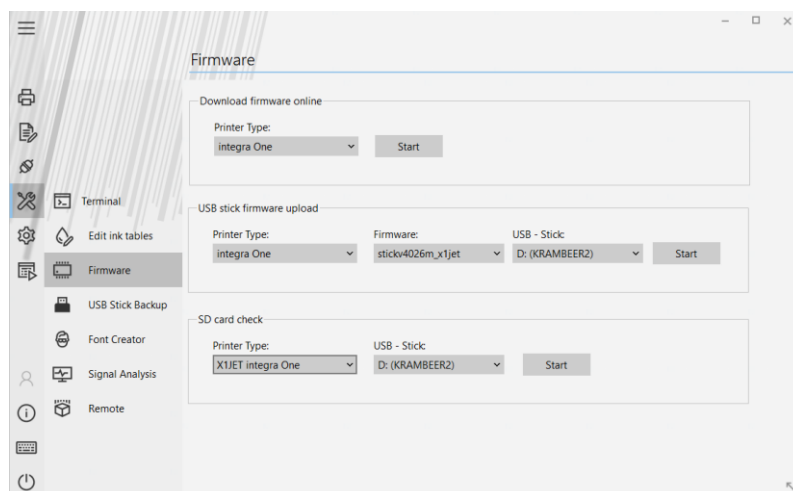 Firmware
Download firmware online
Printer Type:
integra One
Start
Terminal
Edit ink tables
Firmware
USB Stick Backup
Font Creator
Signal Analysis
Remote
USB stick firmware upload
Printer Type:
Firmware:
USB - Stick:
integra One
stickv4026m_x1jet
D: (KRAMBEER2)
Start
SD card check
Printer Type:
USB - Stick:
X1JET integra One
D: (KRAMBEER2)
Start